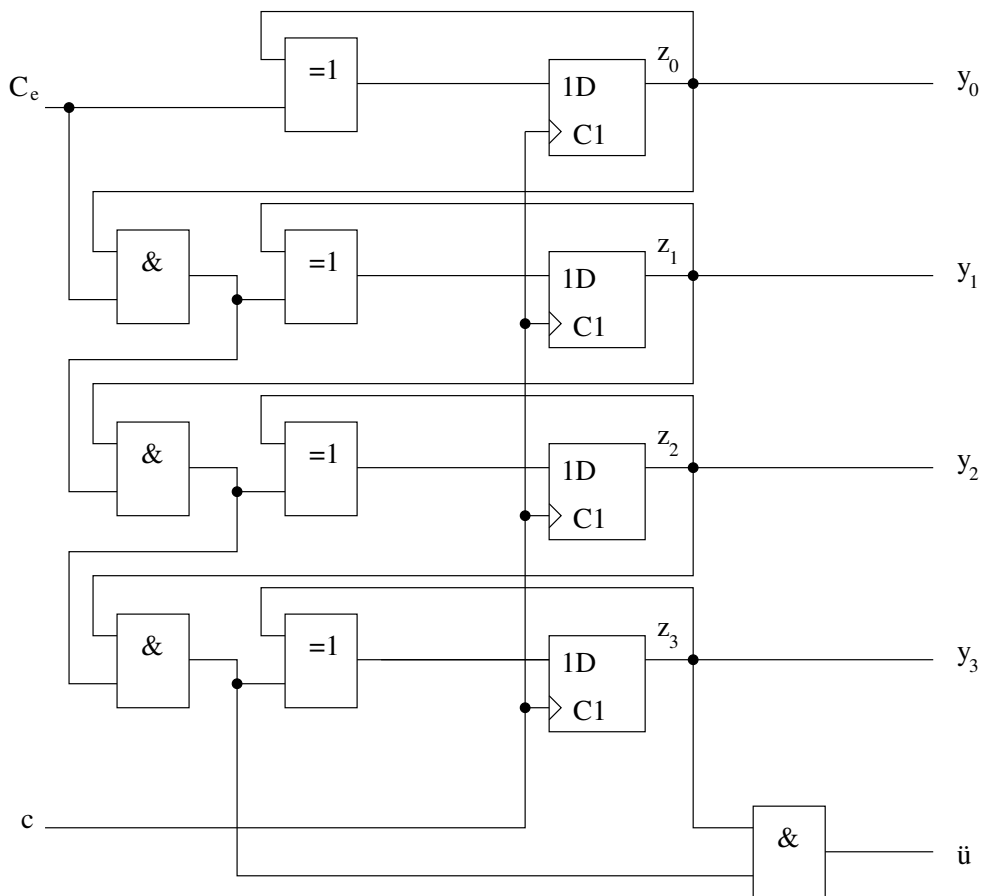 =1
z₀
1D
C1
Cₑ
y₀
&
=1
z₁
1D
C1
y₁
&
=1
z₂
1D
C1
y₂
&
=1
z₃
1D
C1
y₃
c
&
ü